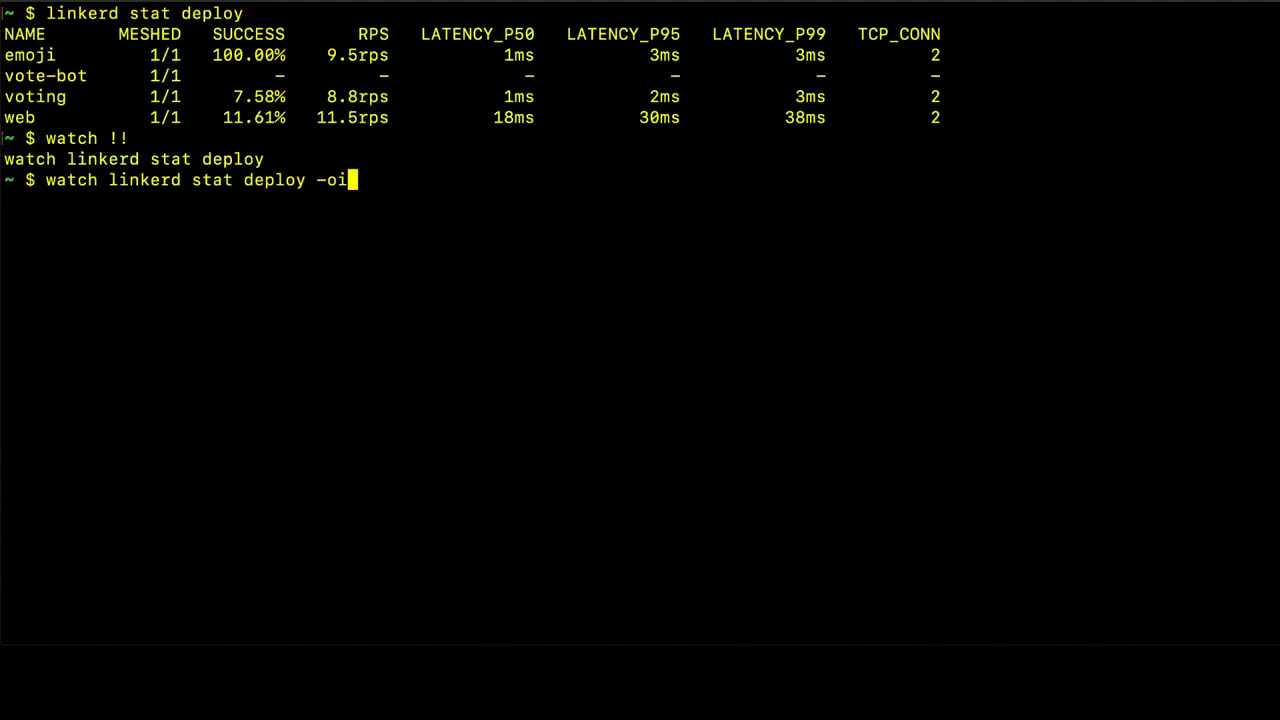 ~ $ linkerd stat deploy
NAME MESHED SUCCESS RPS LATENCY_P50 LATENCY_P95 LATENCY_P99 TCP_CONN
emoji 1/1 100.00% 9.5rps 1ms 3ms 3ms 2
vote-bot 1/1 - - - - - -
voting 1/1 7.58% 8.8rps 1ms 2ms 3ms 2
web 1/1 11.61% 11.5rps 18ms 30ms 38ms 2
~ $ watch !!
watch linkerd stat deploy
~ $ watch linkerd stat deploy -oi